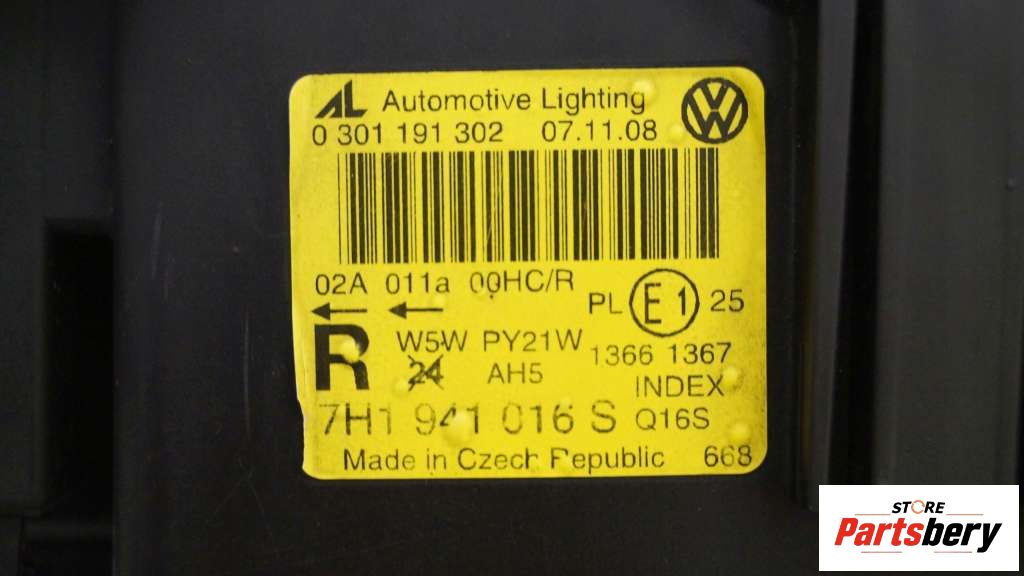 AL Automotive Lighting
0 301 191 302 07.11.08
02A 011a 00HC/R
PL E1 25
R W5W PY21W
1366 1367
24 AH5
INDEX
7H1 941 016 S Q16S
Made in Czech Republic 668
STORE
Partsbery